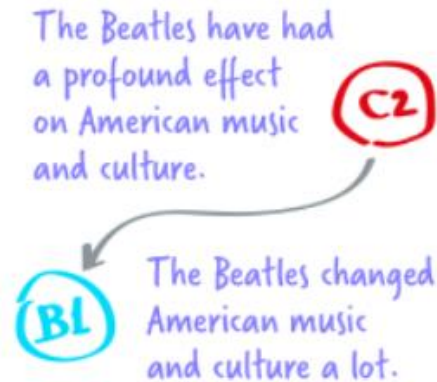 The Beatles have had
a profound effect
on American music
and culture.
C2
B1
The Beatles changed
American music
and culture a lot.